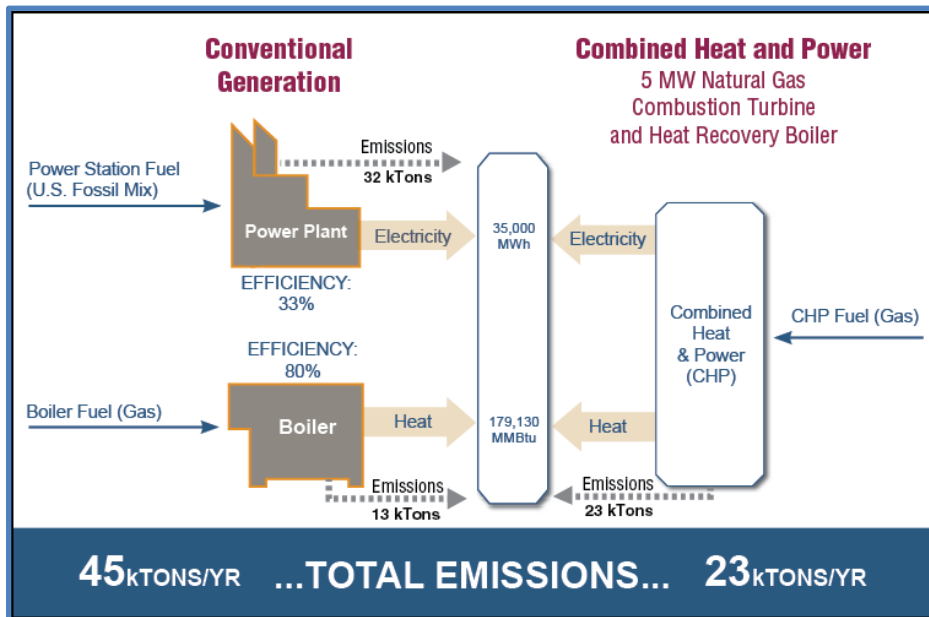 Conventional
Generation
Combined Heat and Power
5 MW Natural Gas
Combustion Turbine
and Heat Recovery Boiler
Emissions
32 kTons
Power Station Fuel
(U.S. Fossil Mix)
Power Plant
Electricity
35,000
MWh
Electricity
EFFICIENCY:
33%
Combined
Heat
& Power
(CHP)
CHP Fuel (Gas)
EFFICIENCY:
80%
Boiler Fuel (Gas)
Boiler
Heat
179,130
MMBtu
Heat
Emissions
13 kTons
Emissions
23 kTons
45kTONS/YR ...TOTAL EMISSIONS... 23kTONS/YR